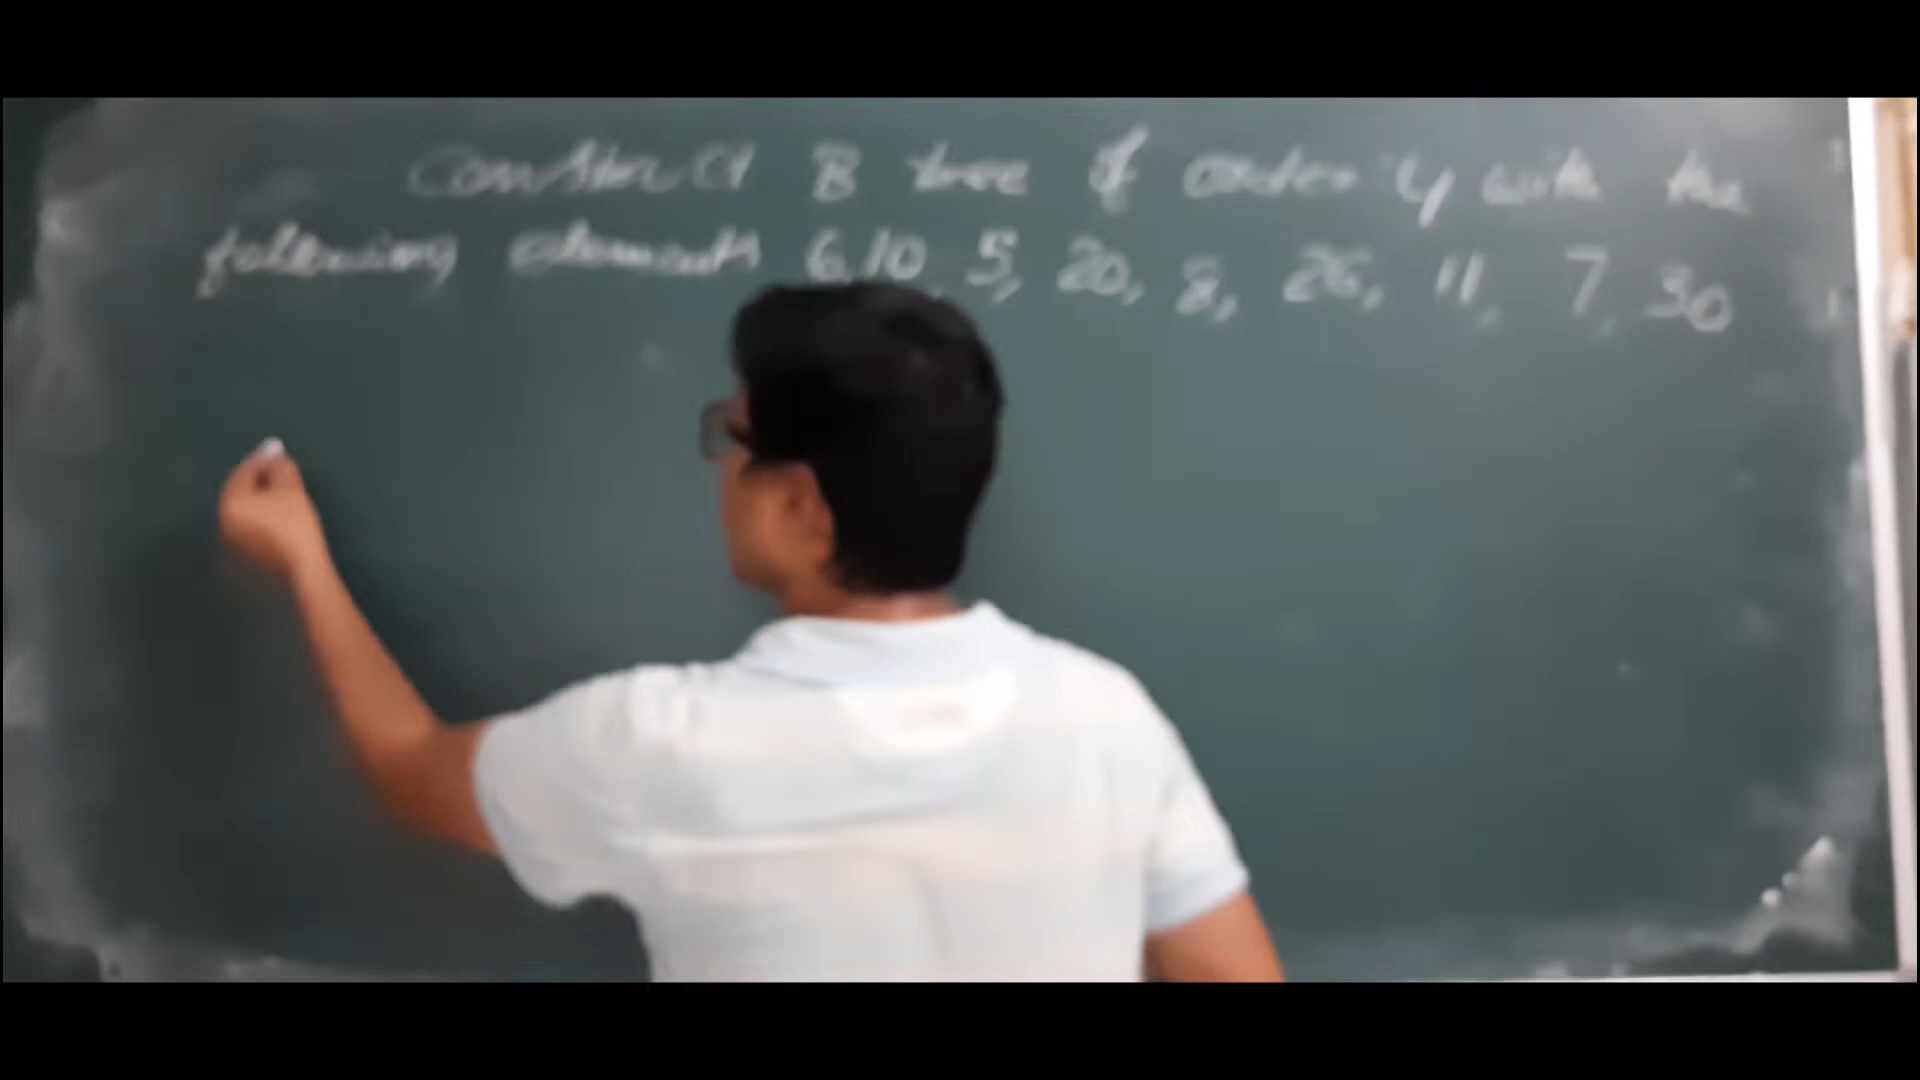 Construct B tree of order 4 with the
following elements 6, 10, 5, 20, 8, 26, 11, 7, 30